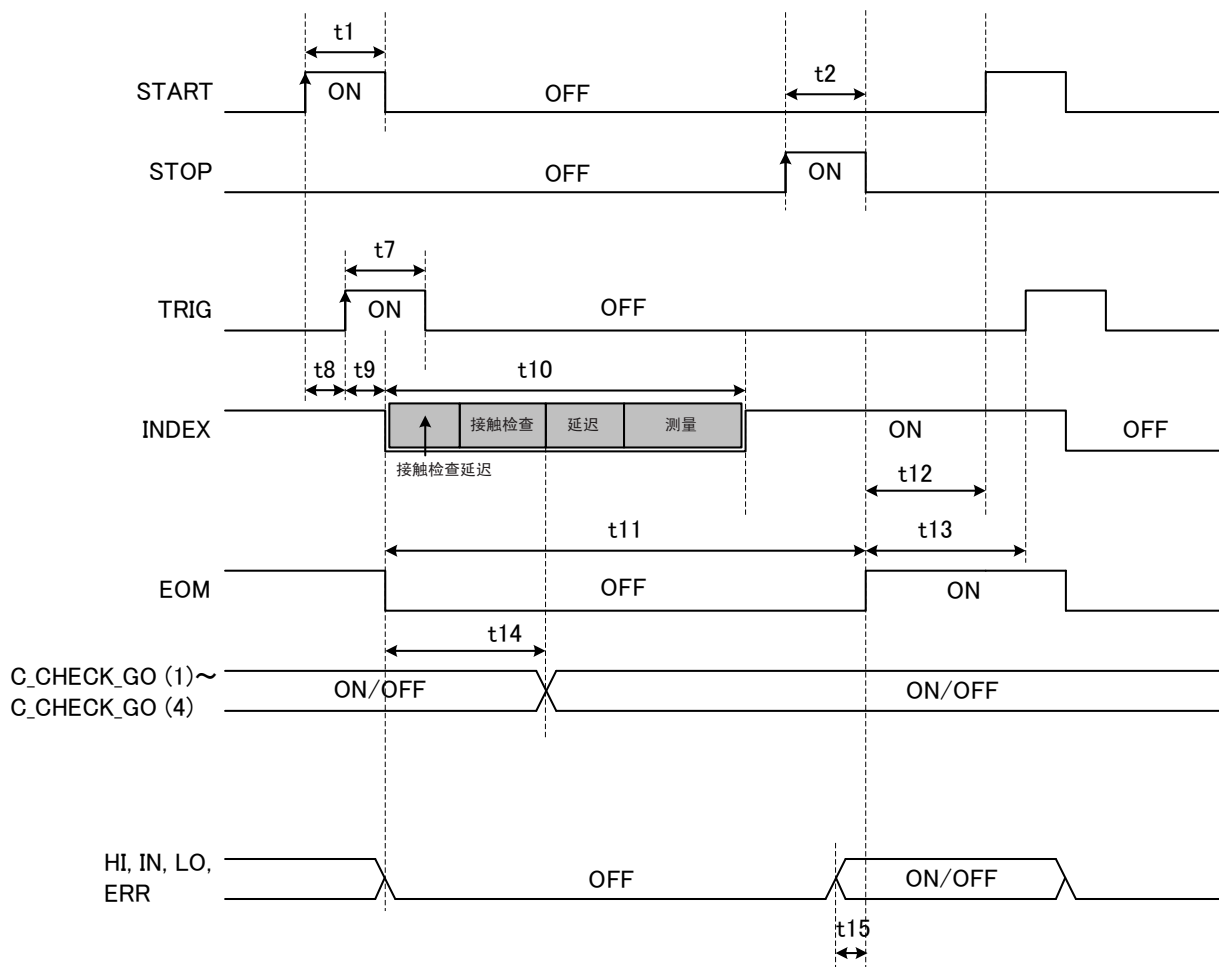 t1
START
ON
OFF
t2
STOP
OFF
ON
t7
TRIG
ON
OFF
t8
t9
t10
INDEX
接触检查
延迟
测量
ON
OFF
接触检查延迟
t12
t11
t13
EOM
OFF
ON
t14
C_CHECK_GO (1)～
C_CHECK_GO (4)
ON/OFF
ON/OFF
HI, IN, LO,
ERR
OFF
ON/OFF
t15